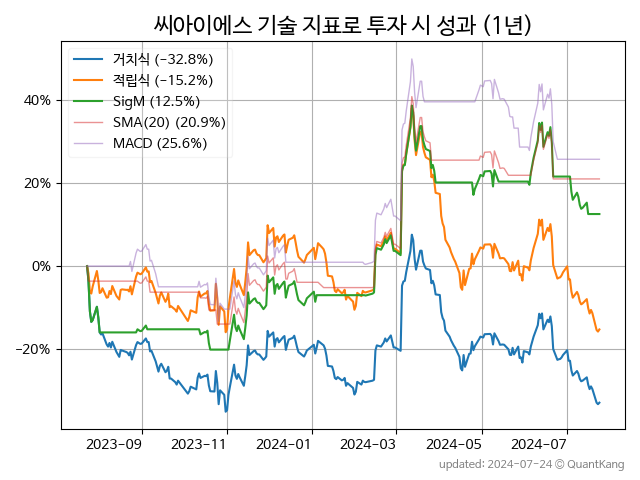 씨아이에스 기술 지표로 투자 시 성과 (1년)
거치식 (-32.8%)
적립식 (-15.2%)
SigM (12.5%)
SMA(20) (20.9%)
MACD (25.6%)
40%
20%
0%
-20%
2023-09 2023-11 2024-01 2024-03 2024-05 2024-07
updated: 2024-07-24 @ QuantKang